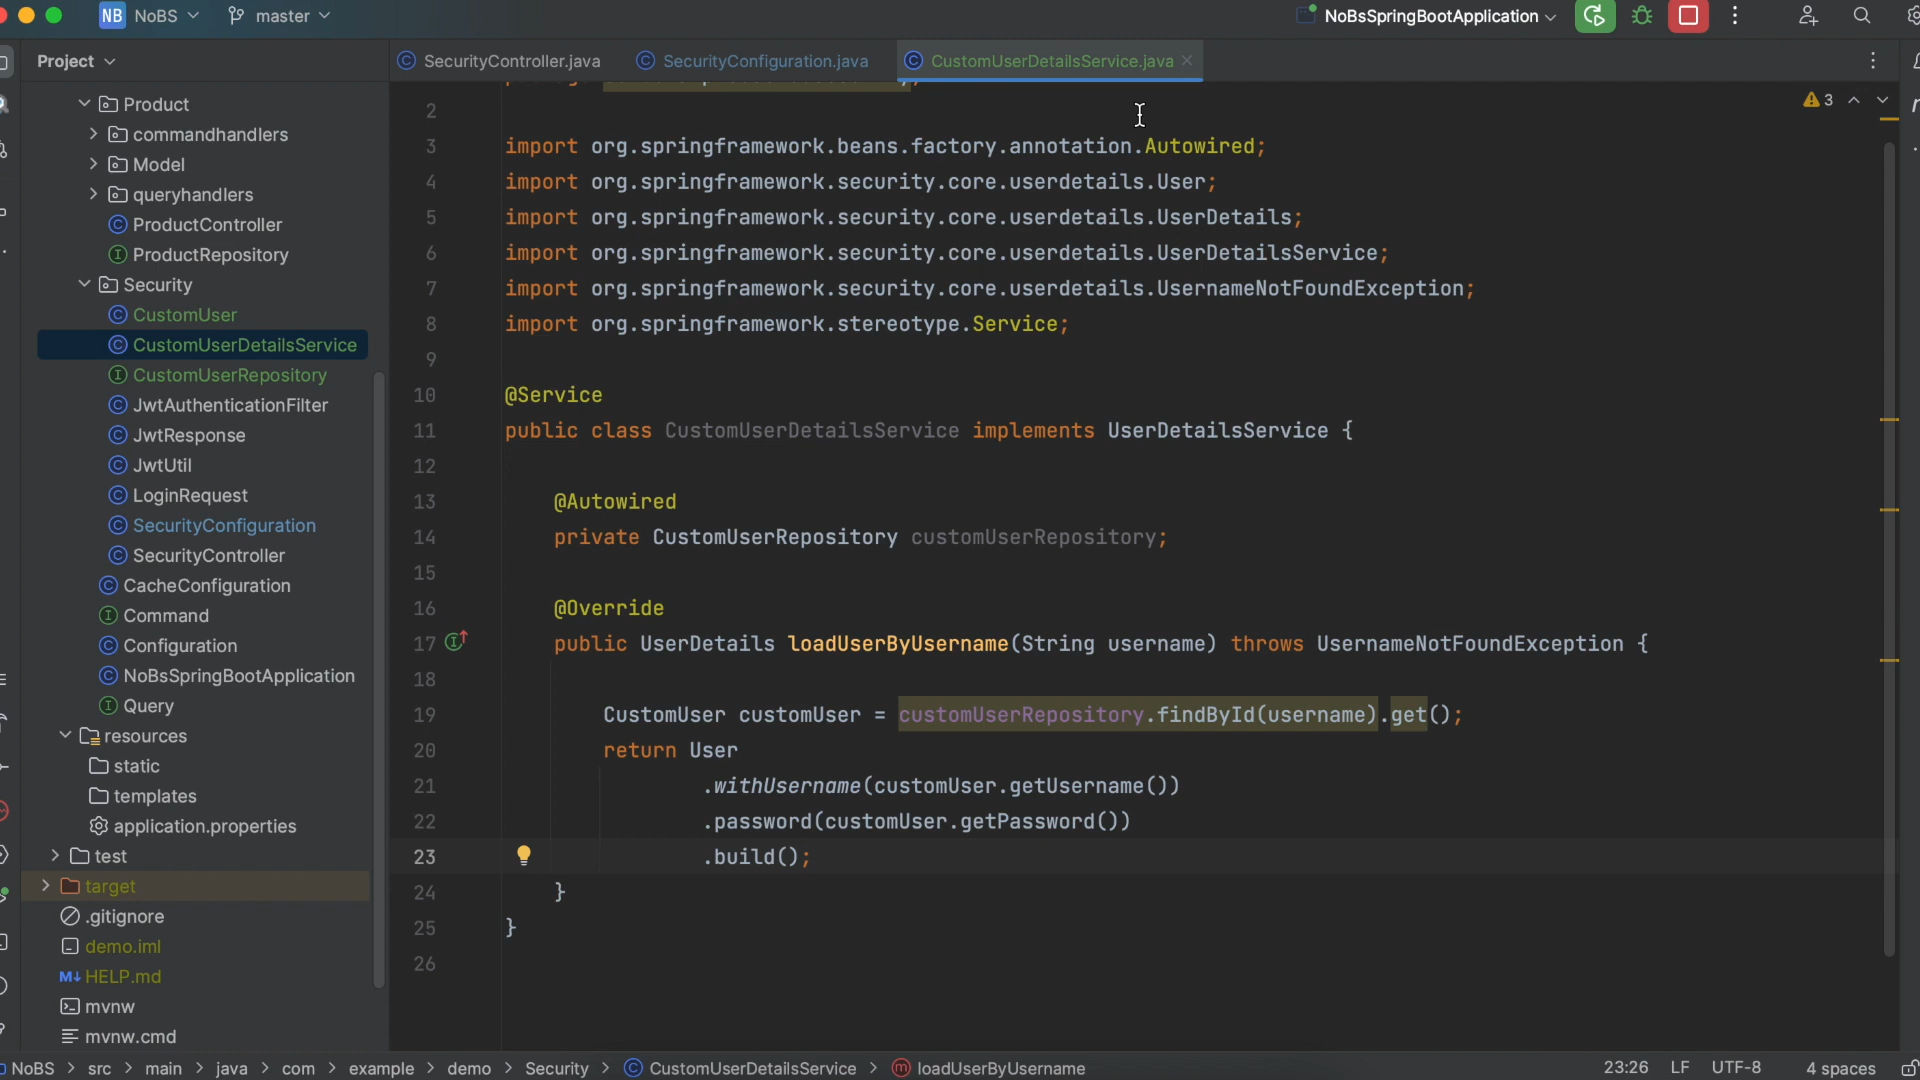 NB NoBS master NoBsSpringBootApplication
Project
SecurityController.java SecurityConfiguration.java CustomUserDetailsService.java
3
Product
commandhandlers
Model
queryhandlers
ProductController
ProductRepository
Security
CustomUser
CustomUserDetailsService
CustomUserRepository
JwtAuthenticationFilter
JwtResponse
JwtUtil
LoginRequest
SecurityConfiguration
SecurityController
CacheConfiguration
Command
Configuration
NoBsSpringBootApplication
Query
resources
static
templates
application.properties
test
target
.gitignore
demo.iml
M↓ HELP.md
mvnw
mvnw.cmd
2
3 import org.springframework.beans.factory.annotation.Autowired;
4 import org.springframework.security.core.userdetails.User;
5 import org.springframework.security.core.userdetails.UserDetails;
6 import org.springframework.security.core.userdetails.UserDetailsService;
7 import org.springframework.security.core.userdetails.UsernameNotFoundException;
8 import org.springframework.stereotype.Service;
9
10 @Service
11 public class CustomUserDetailsService implements UserDetailsService {
12
13 @Autowired
14 private CustomUserRepository customUserRepository;
15
16 @Override
17 public UserDetails loadUserByUsername(String username) throws UsernameNotFoundException {
18
19 CustomUser customUser = customUserRepository.findById(username).get();
20 return User
21 .withUsername(customUser.getUsername())
22 .password(customUser.getPassword())
23 .build();
24 }
25 }
26
NoBS > src > main > java > com > example > demo > Security > CustomUserDetailsService > loadUserByUsername 23:26 LF UTF-8 4 spaces